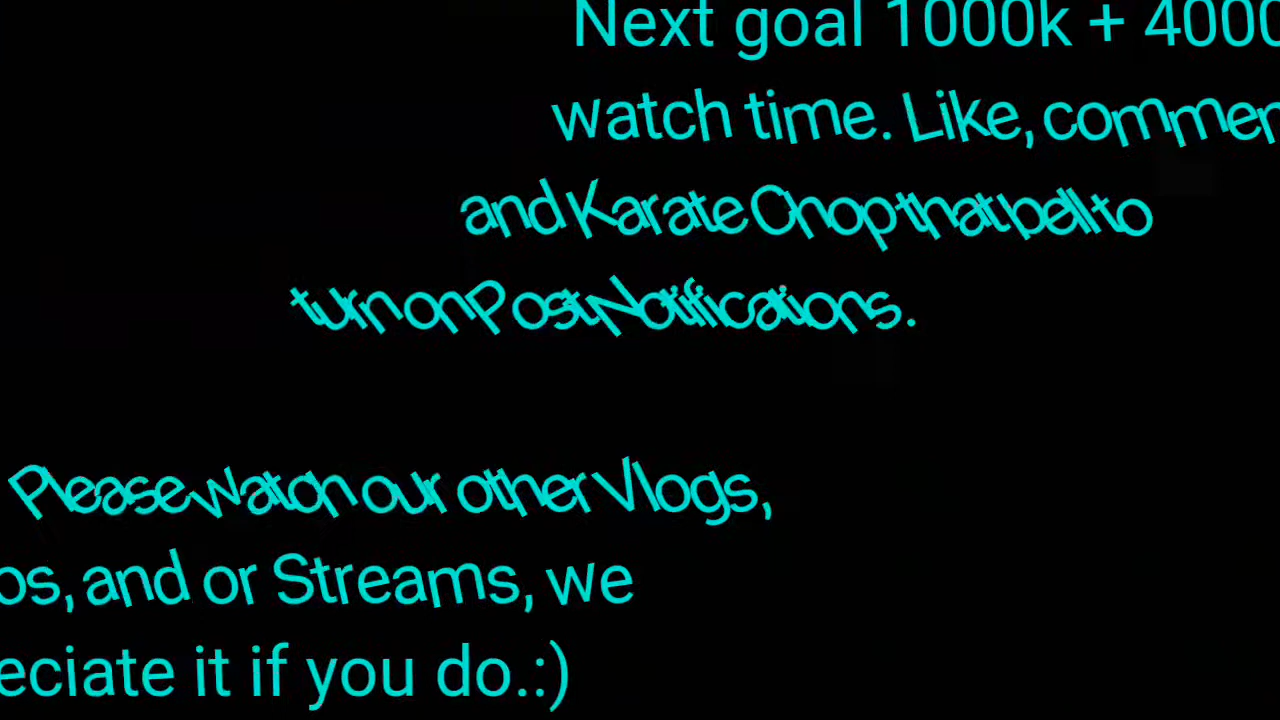 Next goal 1000k + 4000
watch time. Like, commen
and Karate Chop that bell to
turn on Post Notifications.
Please watch our other Vlogs,
os, and or Streams, we
eciate it if you do.:)